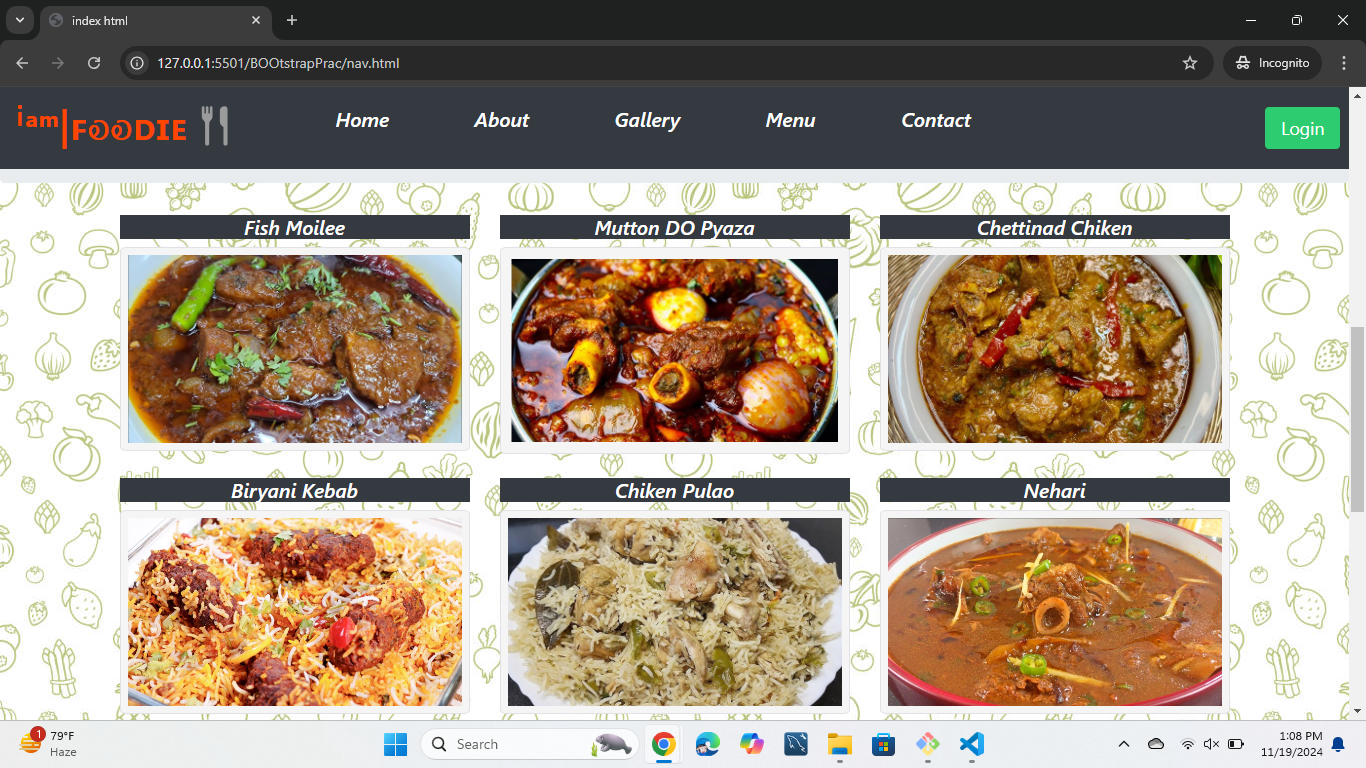 index html
127.0.0.1:5501/BOOtstrapPrac/nav.html
Incognito
i am FOODIE
Home
About
Gallery
Menu
Contact
Login
Fish Moilee
Mutton DO Pyaza
Chettinad Chiken
Biryani Kebab
Chiken Pulao
Nehari
1
79°F
Haze
Search
1:08 PM
11/19/2024